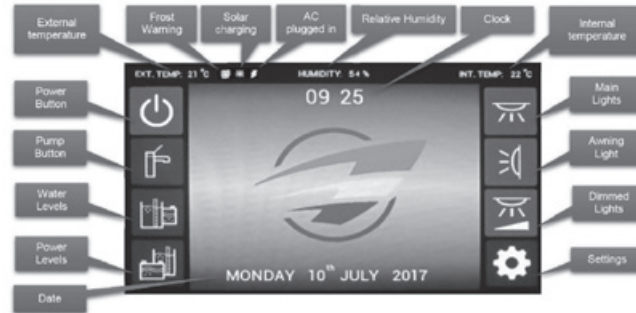 External temperature
Frost Warning
Solar charging
AC plugged in
Relative Humidity
Clock
Internal temperature
EXT. TEMP: 21 °C
HUMIDITY: 54 %
INT. TEMP: 22 °C
09 25
Power Button
Pump Button
Water Levels
Power Levels
Date
Main Lights
Awning Light
Dimmed Lights
Settings
MONDAY 10th JULY 2017